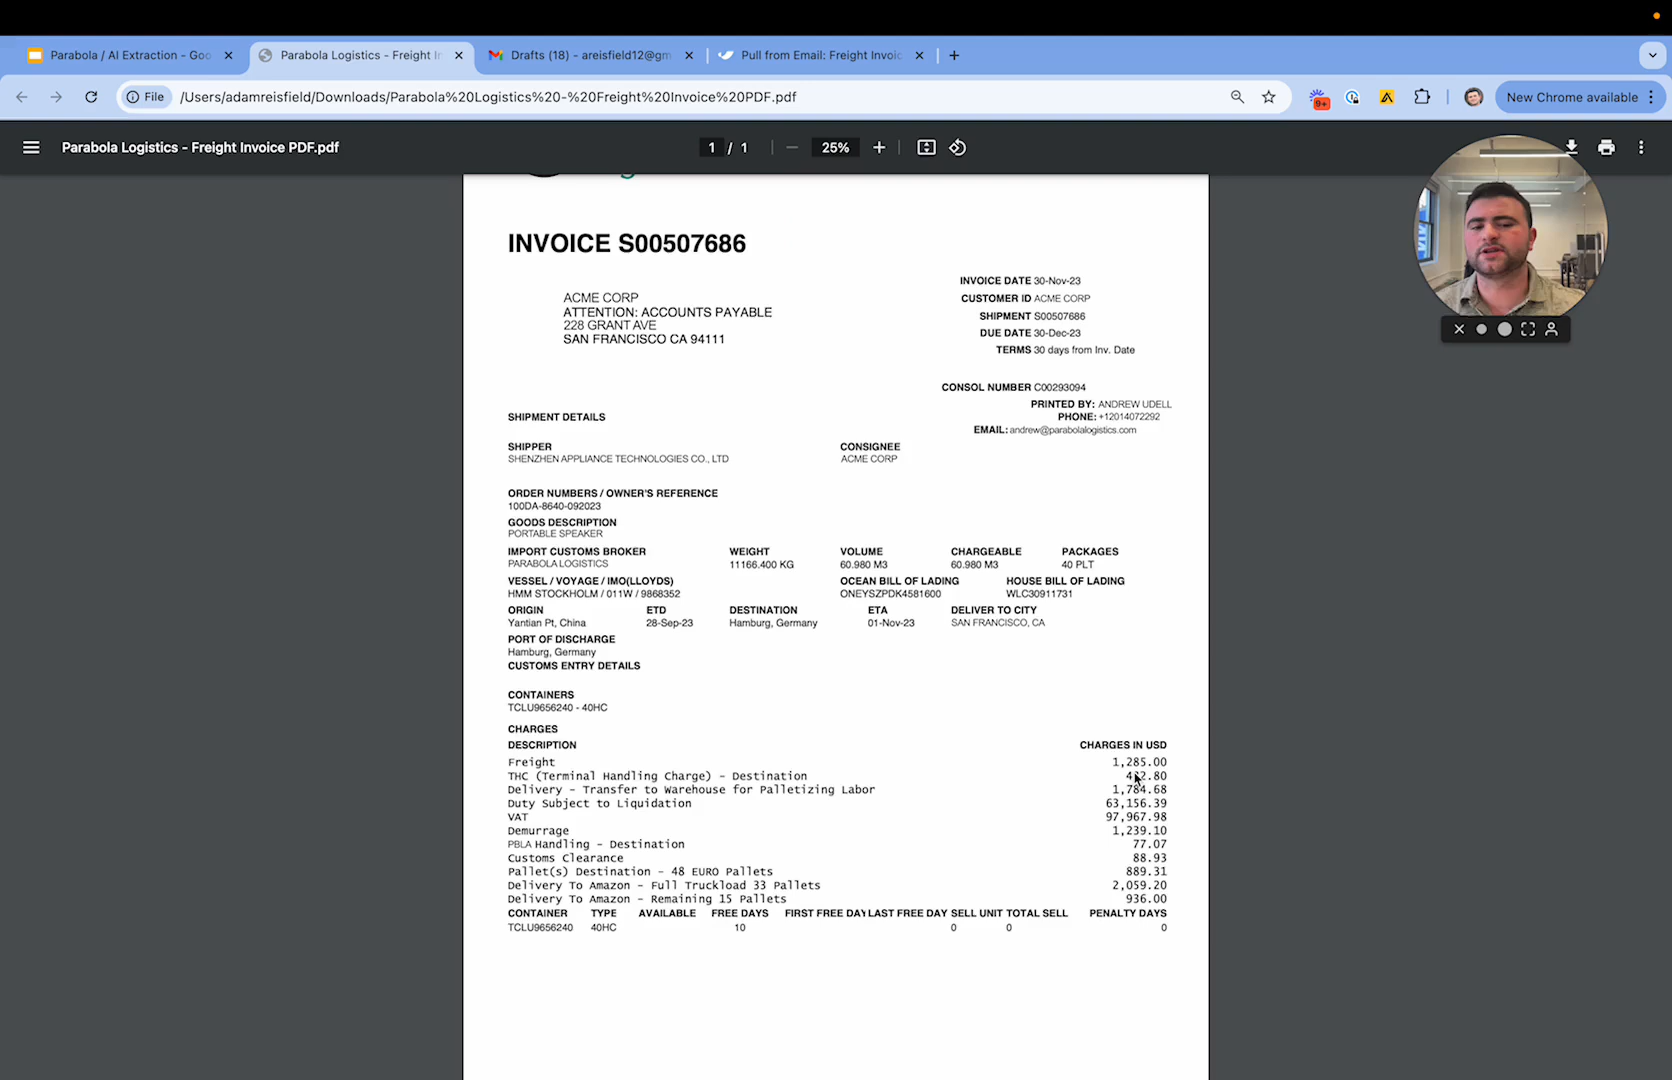 Parabola / AI Extraction - Goo
Parabola Logistics - Freight In
Drafts (18) - areisfield12@gm
Pull from Email: Freight Invoic
File
/Users/adamreisfield/Downloads/Parabola%20Logistics%20-%20Freight%20Invoice%20PDF.pdf
9+
New Chrome available
Parabola Logistics - Freight Invoice PDF.pdf
1 / 1
25%
INVOICE S00507686
INVOICE DATE 30-Nov-23
CUSTOMER ID ACME CORP
SHIPMENT S00507686
DUE DATE 30-Dec-23
TERMS 30 days from Inv. Date
ACME CORP
ATTENTION: ACCOUNTS PAYABLE
228 GRANT AVE
SAN FRANCISCO CA 94111
CONSOL NUMBER C00293094
PRINTED BY: ANDREW UDELL
PHONE: +12014072292
EMAIL: andrew@parabolalogistics.com
SHIPMENT DETAILS
SHIPPER CONSIGNEE
SHENZHEN APPLIANCE TECHNOLOGIES CO., LTD ACME CORP
ORDER NUMBERS / OWNER'S REFERENCE
100DA-8640-092023
GOODS DESCRIPTION
PORTABLE SPEAKER
IMPORT CUSTOMS BROKER WEIGHT VOLUME CHARGEABLE PACKAGES
PARABOLA LOGISTICS 11166.400 KG 60.980 M3 60.980 M3 40 PLT
VESSEL / VOYAGE / IMO(LLOYDS) OCEAN BILL OF LADING HOUSE BILL OF LADING
HMM STOCKHOLM / 011W / 9868352 ONEYSZPDK4581600 WLC30911731
ORIGIN ETD DESTINATION ETA DELIVER TO CITY
Yantian Pt, China 28-Sep-23 Hamburg, Germany 01-Nov-23 SAN FRANCISCO, CA
PORT OF DISCHARGE
Hamburg, Germany
CUSTOMS ENTRY DETAILS
CONTAINERS
TCLU9656240 - 40HC
CHARGES
DESCRIPTION CHARGES IN USD
Freight 1,285.00
THC (Terminal Handling Charge) - Destination
Delivery - Transfer to Warehouse for Palletizing Labor 1,784.68
Duty Subject to Liquidation 63,156.39
VAT 97,967.98
Demurrage 1,239.10
PBLA Handling - Destination 77.07
Customs Clearance 88.93
Pallet(s) Destination - 48 EURO Pallets 889.31
Delivery To Amazon - Full Truckload 33 Pallets 2,059.20
Delivery To Amazon - Remaining 15 Pallets 936.00
CONTAINER TYPE AVAILABLE FREE DAYS FIRST FREE DAY LAST FREE DAY SELL UNIT TOTAL SELL PENALTY DAYS
TCLU9656240 40HC 10 0 0 0